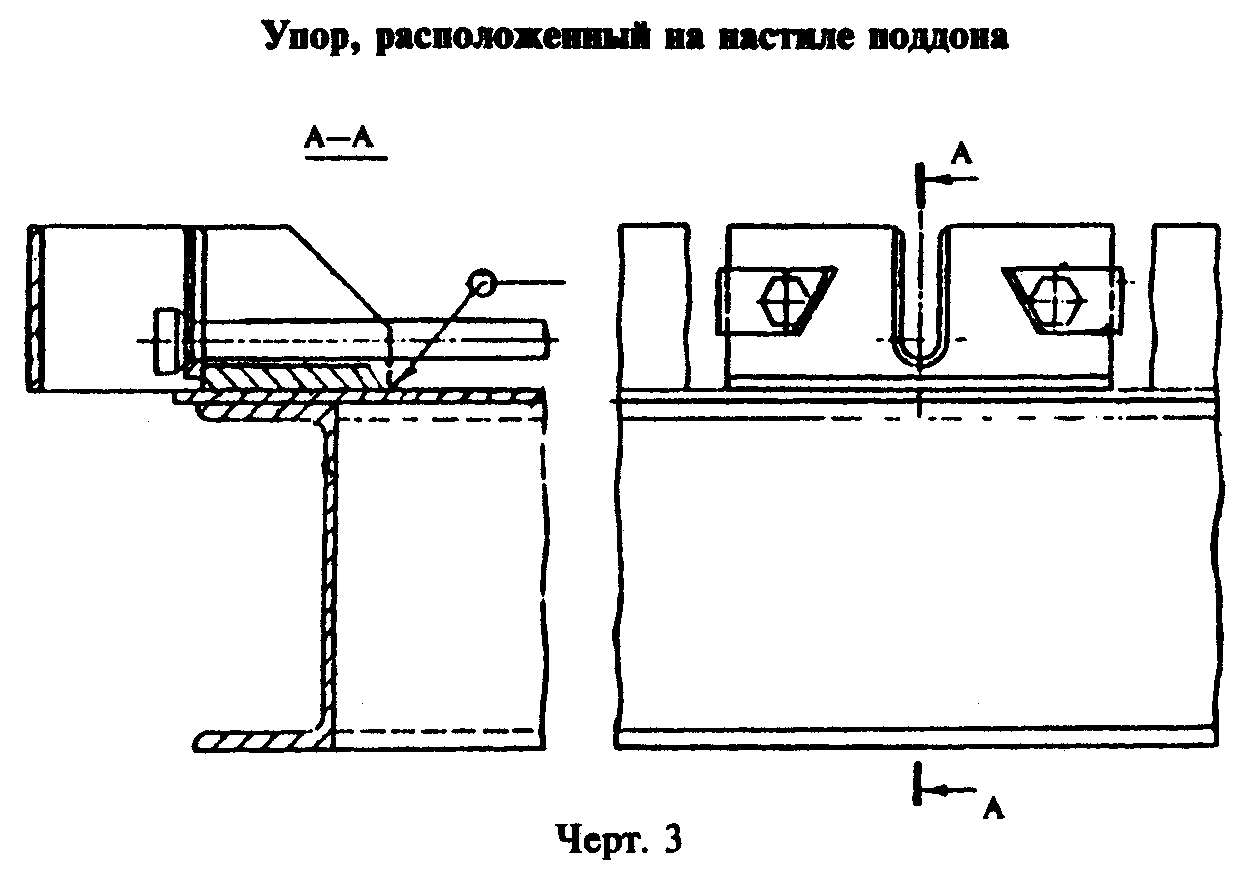 Упор, расположенный на настиле поддона
А–А
А
А
Черт. 3